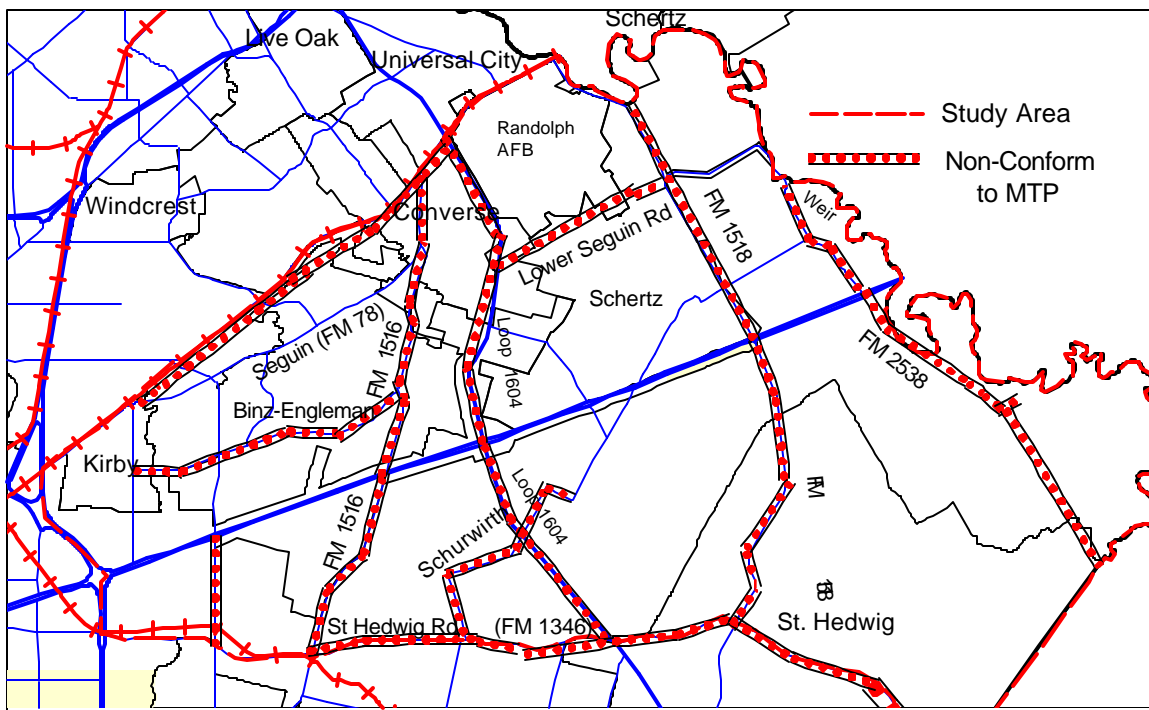 Schertz
Live Oak
Universal City
Study Area
Randolph
AFB
Non-Conform
to MTP
Windcrest
Converse
Weir
FM 1518
Lower Seguin Rd
Schertz
Seguin (FM 78)
FM 1516
Loop 1604
FM 2538
Binz-Engleman
Kirby
FM 1516
Loop 1604
Schurwirth
FM
St Hedwig Rd
(FM 1346)
St. Hedwig